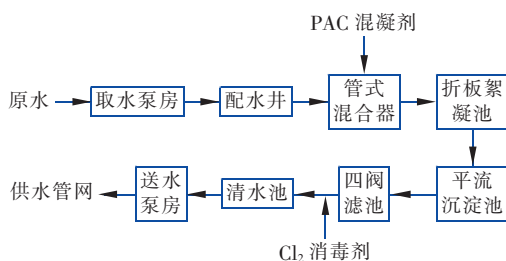 PAC 混凝剂
原水
取水泵房
配水井
管式
混合器
折板絮
凝池
供水管网
送水
泵房
清水池
四阀
滤池
平流
沉淀池
Cl₂ 消毒剂